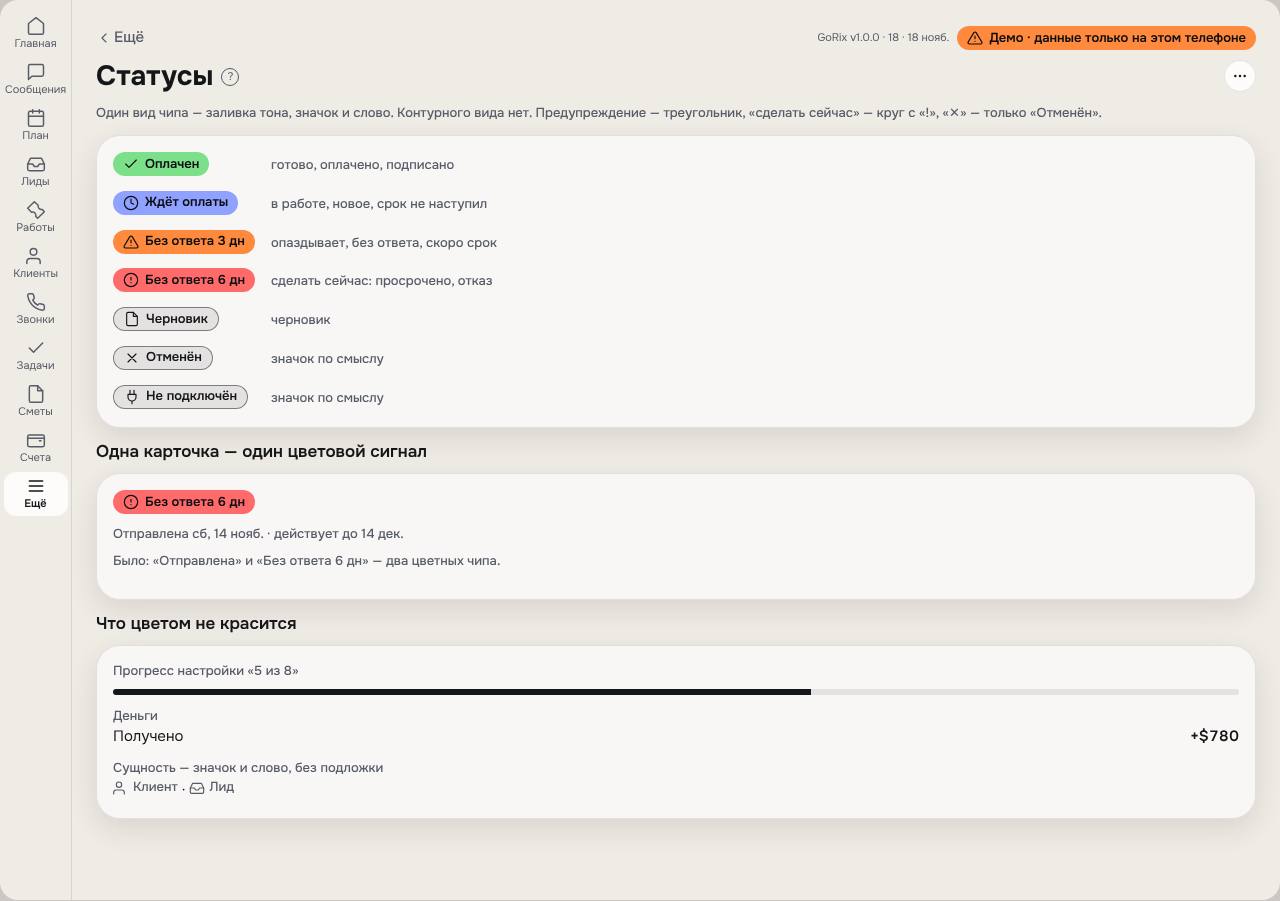 Главная
Сообщения
План
Лиды
Работы
Клиенты
Звонки
Задачи
Сметы
Счета
Ещё
Ещё
GoRix v1.0.0 · 18 · 18 нояб.
Демо · данные только на этом телефоне
Статусы ?
Один вид чипа — заливка тона, значок и слово. Контурного вида нет. Предупреждение — треугольник, «сделать сейчас» — круг с «!», «✕» — только «Отменён».
Оплачен готово, оплачено, подписано
Ждёт оплаты в работе, новое, срок не наступил
Без ответа 3 дн опаздывает, без ответа, скоро срок
Без ответа 6 дн сделать сейчас: просрочено, отказ
Черновик черновик
Отменён значок по смыслу
Не подключён значок по смыслу
Одна карточка — один цветовой сигнал
Без ответа 6 дн
Отправлена сб, 14 нояб. · действует до 14 дек.
Было: «Отправлена» и «Без ответа 6 дн» — два цветных чипа.
Что цветом не красится
Прогресс настройки «5 из 8»
Деньги
Получено +$780
Сущность — значок и слово, без подложки
Клиент · Лид